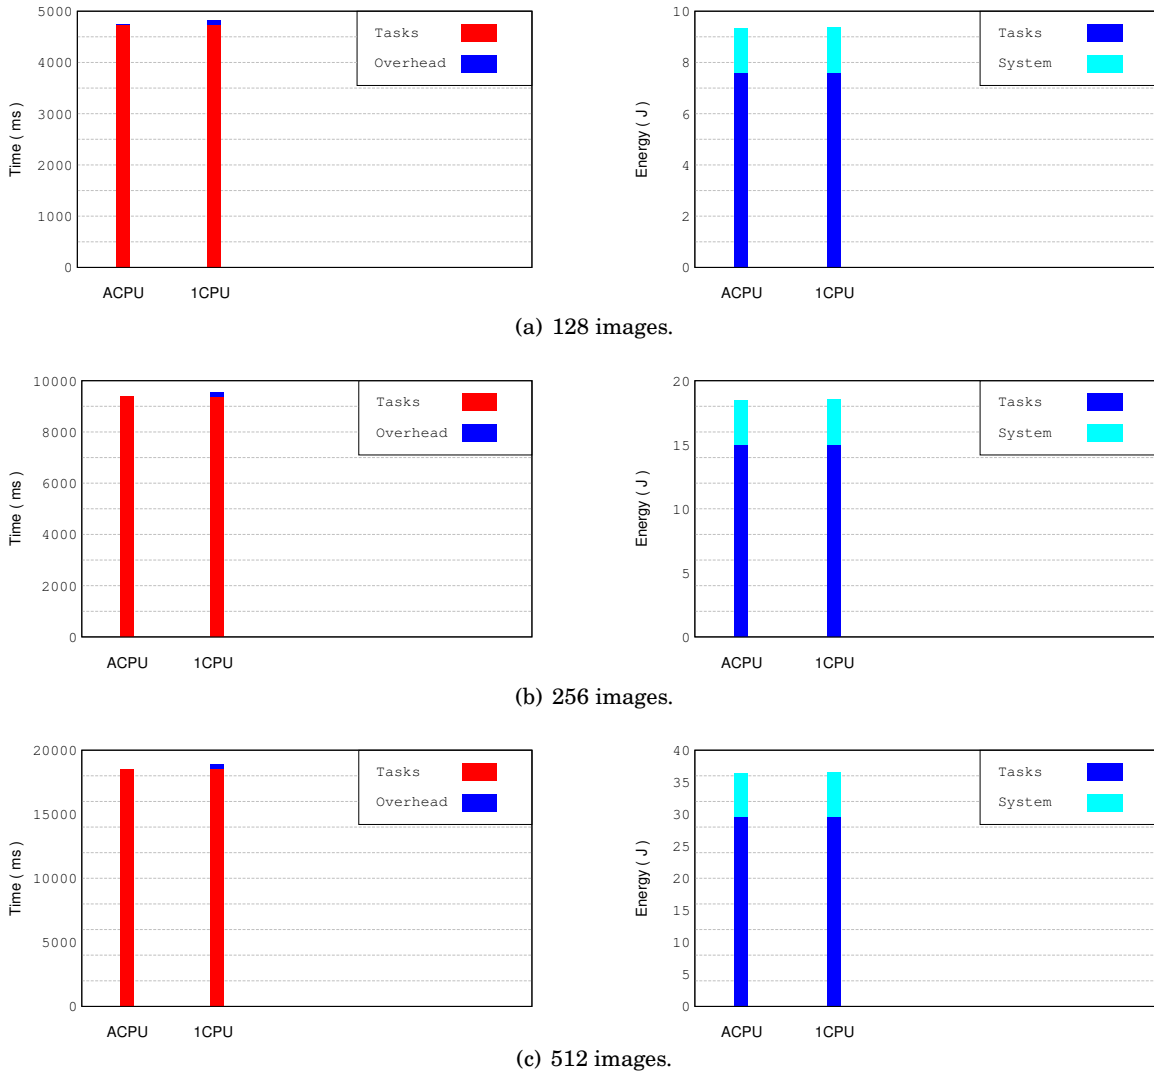 5000
4000
3000
2000
1000
0
Time ( ms )
Tasks
Overhead
ACPU 1CPU
10
8
6
4
2
0
Energy ( J )
Tasks
System
ACPU 1CPU
(a) 128 images.
10000
8000
6000
4000
2000
0
Time ( ms )
Tasks
Overhead
ACPU 1CPU
20
15
10
5
0
Energy ( J )
Tasks
System
ACPU 1CPU
(b) 256 images.
20000
15000
10000
5000
0
Time ( ms )
Tasks
Overhead
ACPU 1CPU
40
35
30
25
20
15
10
5
0
Energy ( J )
Tasks
System
ACPU 1CPU
(c) 512 images.